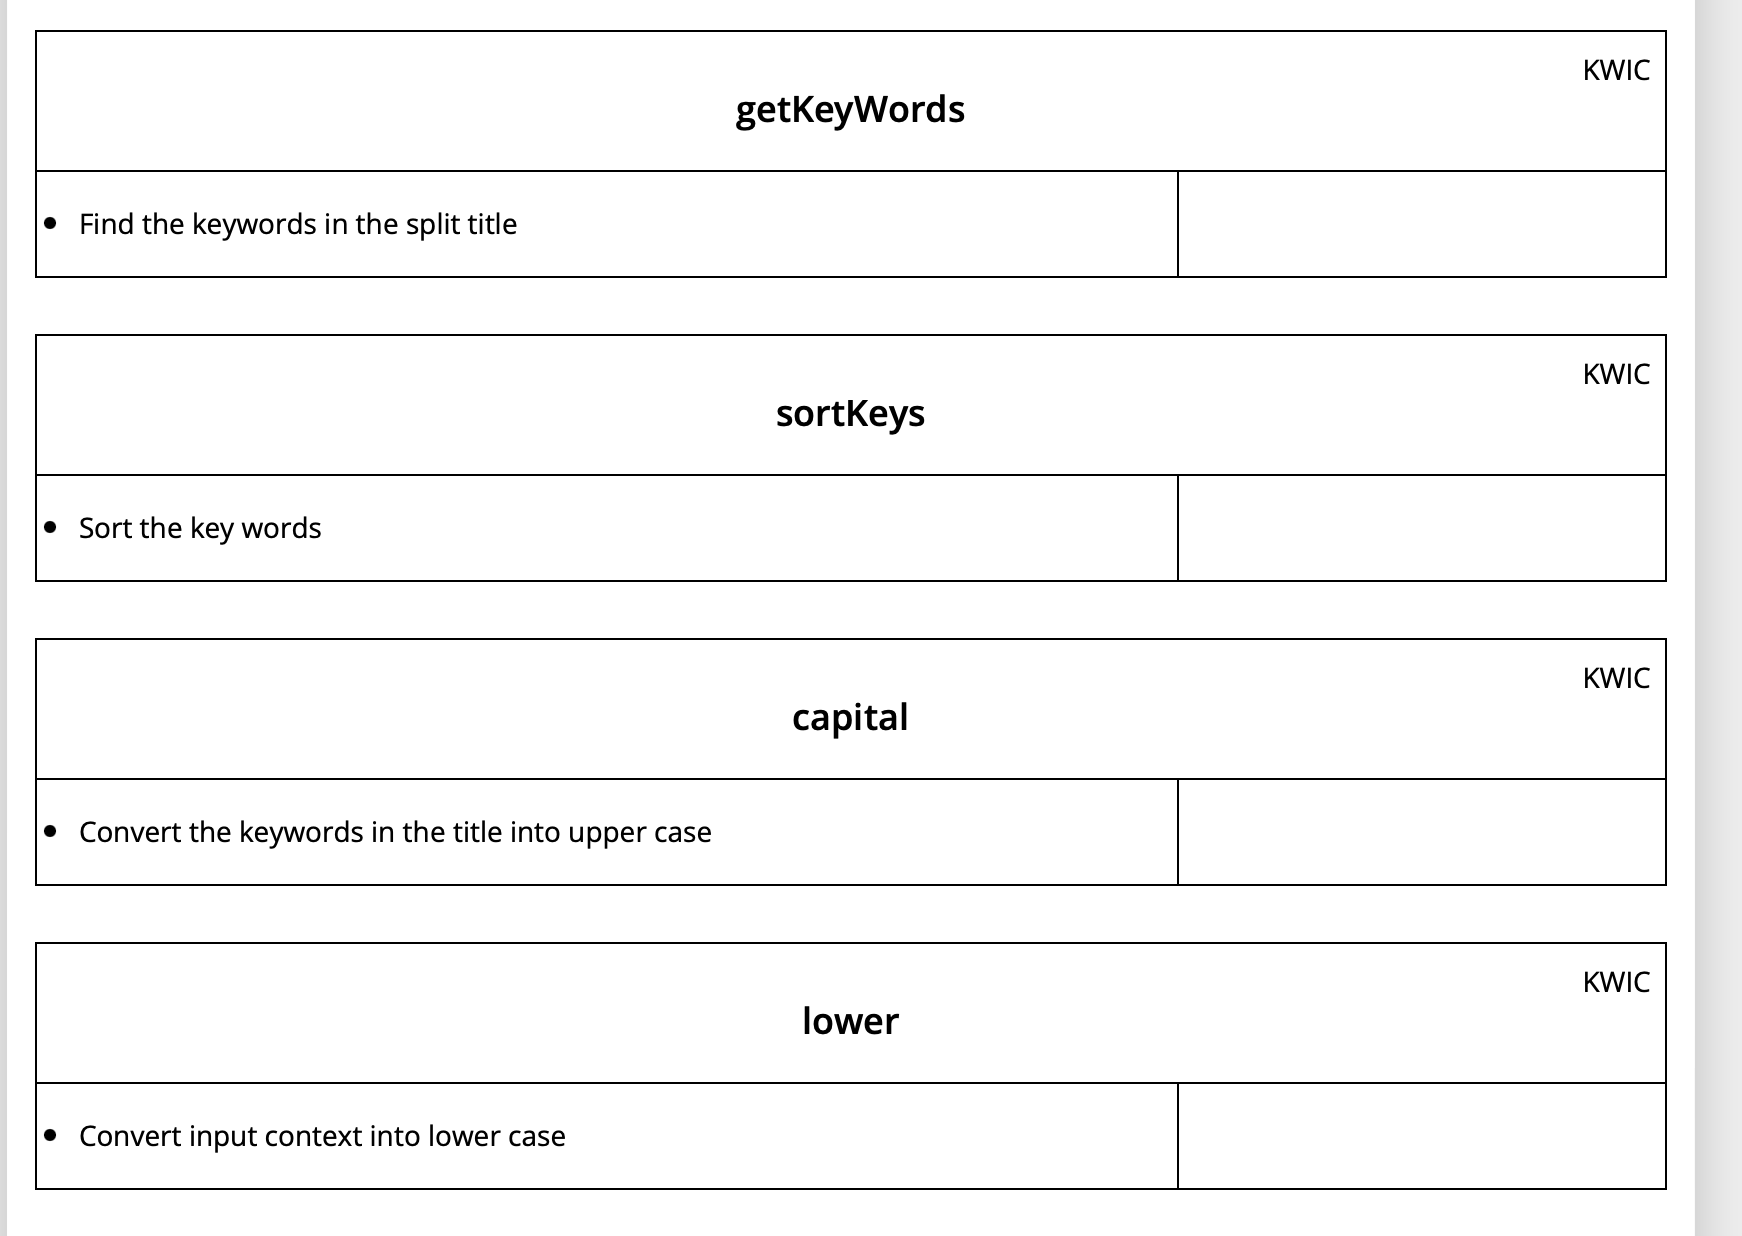 KWIC
getKeyWords
• Find the keywords in the split title
KWIC
sortKeys
• Sort the key words
KWIC
capital
• Convert the keywords in the title into upper case
KWIC
lower
• Convert input context into lower case